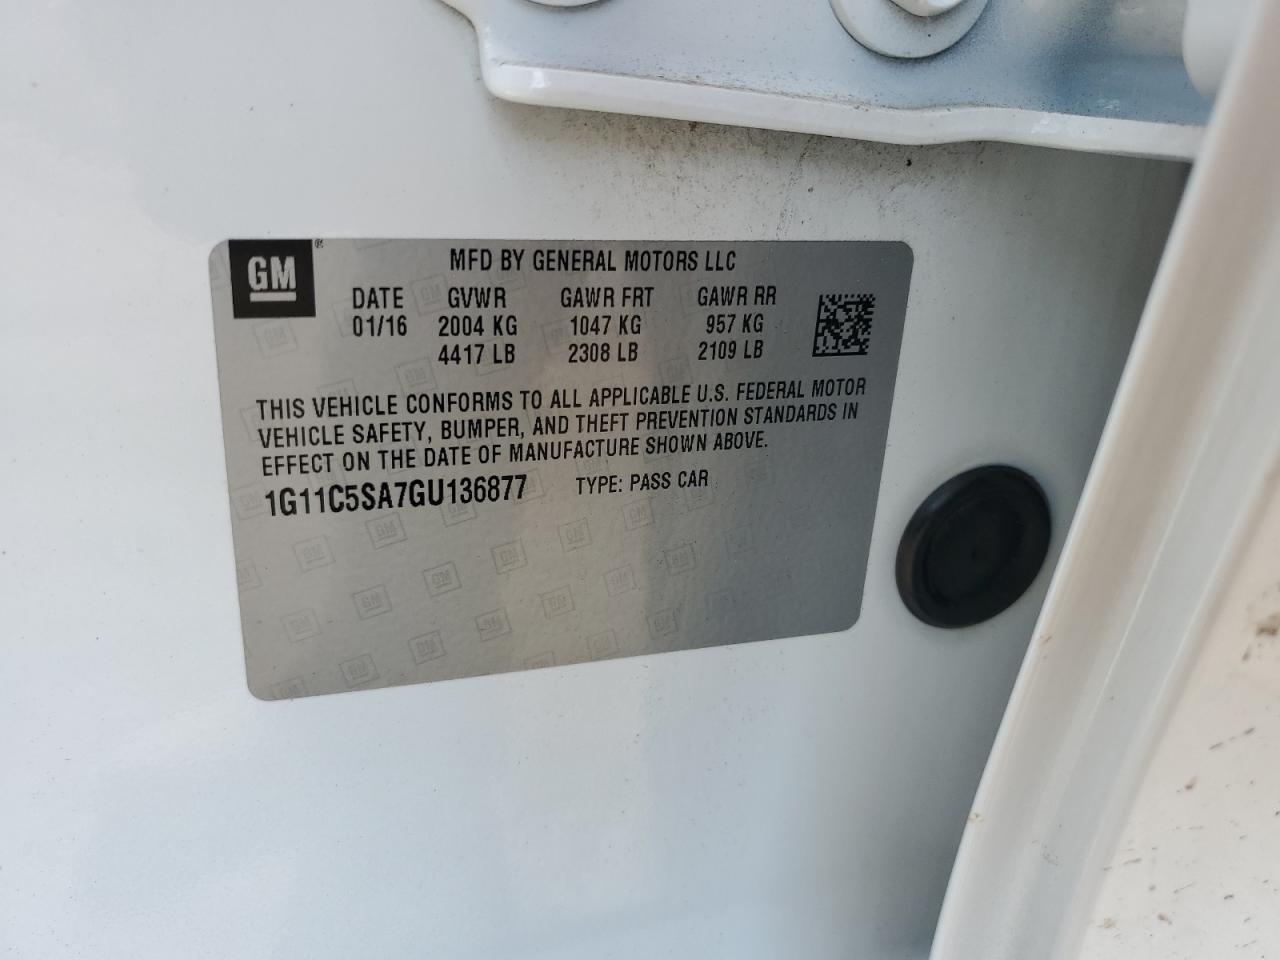 GM®
MFD BY GENERAL MOTORS LLC
DATE GVWR GAWR FRT GAWR RR
01/16 2004 KG 1047 KG 957 KG
4417 LB 2308 LB 2109 LB
THIS VEHICLE CONFORMS TO ALL APPLICABLE U.S. FEDERAL MOTOR
VEHICLE SAFETY, BUMPER, AND THEFT PREVENTION STANDARDS IN
EFFECT ON THE DATE OF MANUFACTURE SHOWN ABOVE.
1G11C5SA7GU136877 TYPE: PASS CAR